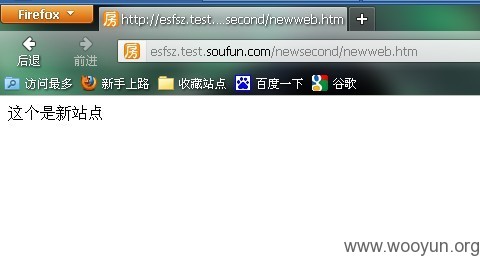 Firefox
http://esfsz.test....second/newweb.htm
后退
前进
esfsz.test.soufun.com/newsecond/newweb.htm
访问最多 新手上路 收藏站点 百度一下 谷歌
这个是新站点
www.wooyun.org